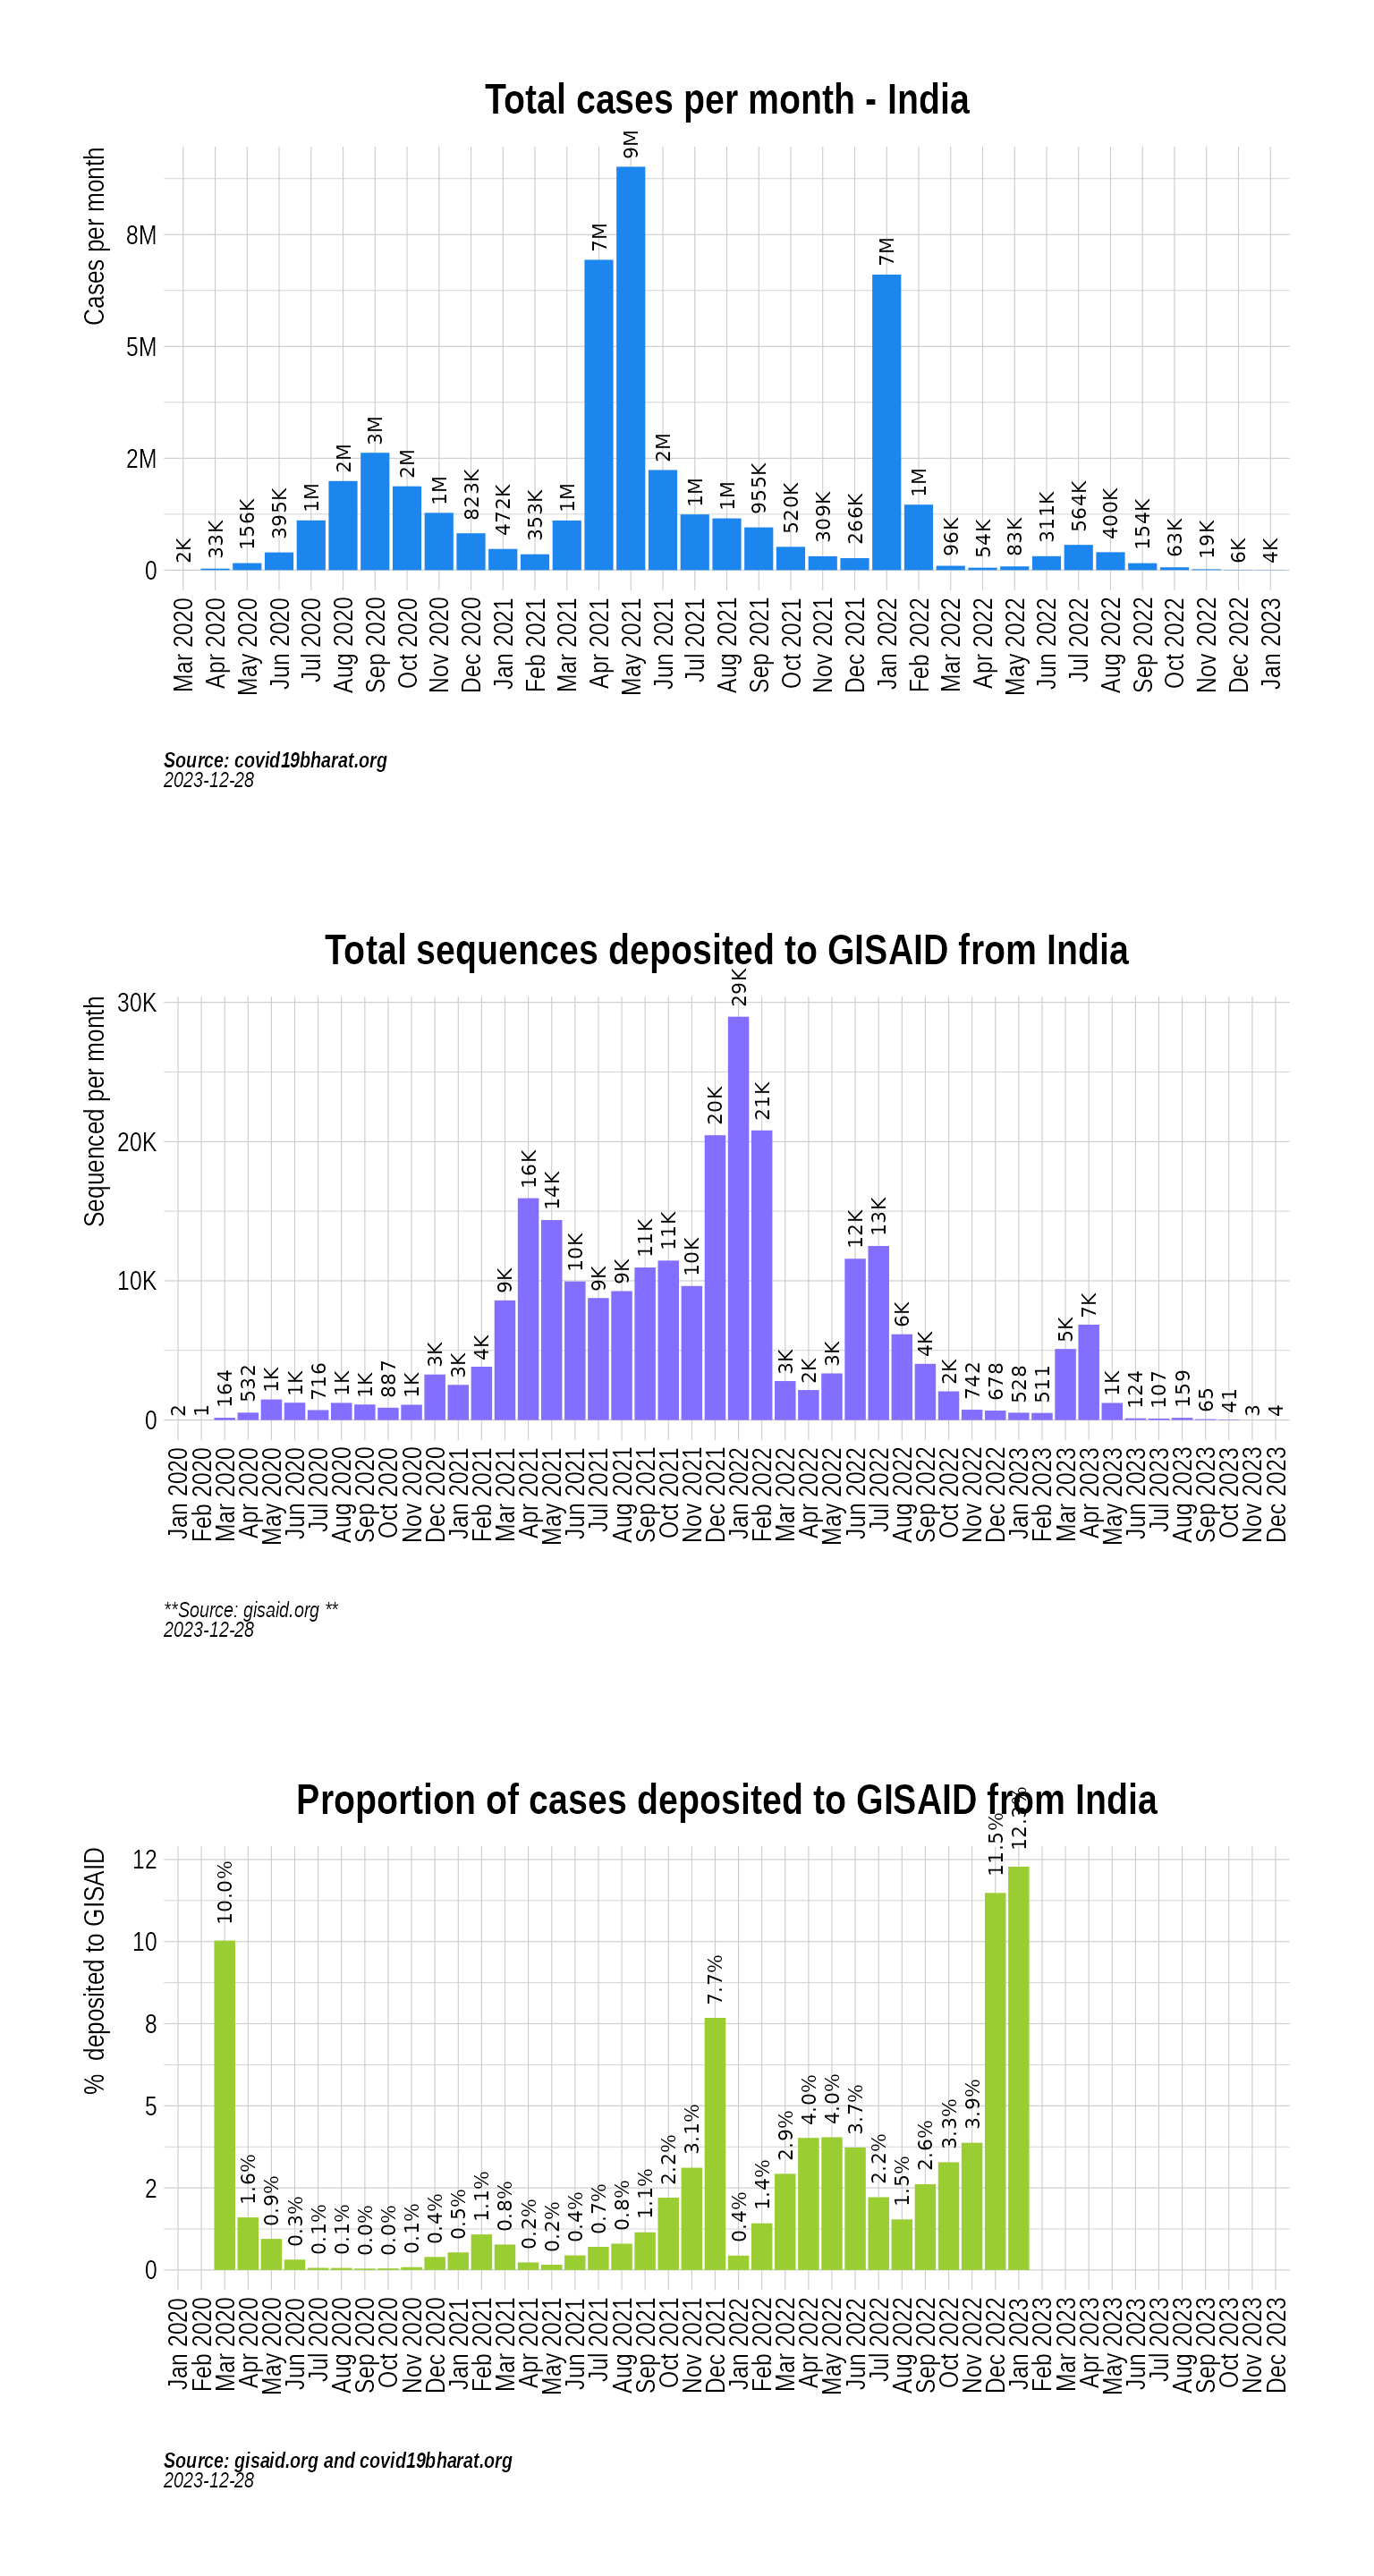 Total cases per month - India
Cases per month
8M
5M
2M
0
2K 33K 156K 395K 1M 2M 3M 2M 1M 823K 472K 353K 1M 7M 9M 2M 1M 1M 955K 520K 309K 266K 7M 1M 96K 54K 83K 311K 564K 400K 154K 63K 19K 6K 4K
Mar 2020 Apr 2020 May 2020 Jun 2020 Jul 2020 Aug 2020 Sep 2020 Oct 2020 Nov 2020 Dec 2020 Jan 2021 Feb 2021 Mar 2021 Apr 2021 May 2021 Jun 2021 Jul 2021 Aug 2021 Sep 2021 Oct 2021 Nov 2021 Dec 2021 Jan 2022 Feb 2022 Mar 2022 Apr 2022 May 2022 Jun 2022 Jul 2022 Aug 2022 Sep 2022 Oct 2022 Nov 2022 Dec 2022 Jan 2023
Source: covid19bharat.org
2023-12-28
Total sequences deposited to GISAID from India
Sequenced per month
30K
20K
10K
0
2 1 164 532 1K 1K 716 1K 1K 887 1K 3K 3K 4K 9K 16K 14K 10K 9K 9K 11K 11K 10K 20K 29K 21K 3K 2K 3K 12K 13K 6K 4K 2K 742 678 528 511 5K 7K 1K 124 107 159 65 41 3 4
Jan 2020 Feb 2020 Mar 2020 Apr 2020 May 2020 Jun 2020 Jul 2020 Aug 2020 Sep 2020 Oct 2020 Nov 2020 Dec 2020 Jan 2021 Feb 2021 Mar 2021 Apr 2021 May 2021 Jun 2021 Jul 2021 Aug 2021 Sep 2021 Oct 2021 Nov 2021 Dec 2021 Jan 2022 Feb 2022 Mar 2022 Apr 2022 May 2022 Jun 2022 Jul 2022 Aug 2022 Sep 2022 Oct 2022 Nov 2022 Dec 2022 Jan 2023 Feb 2023 Mar 2023 Apr 2023 May 2023 Jun 2023 Jul 2023 Aug 2023 Sep 2023 Oct 2023 Nov 2023 Dec 2023
**Source: gisaid.org **
2023-12-28
Proportion of cases deposited to GISAID from India
% deposited to GISAID
12
10
8
5
2
0
10.0% 1.6% 0.9% 0.3% 0.1% 0.1% 0.0% 0.0% 0.1% 0.4% 0.5% 1.1% 0.8% 0.2% 0.2% 0.4% 0.7% 0.8% 1.1% 2.2% 3.1% 7.7% 0.4% 1.4% 2.9% 4.0% 4.0% 3.7% 2.2% 1.5% 2.6% 3.3% 3.9% 11.5% 12.3%
Jan 2020 Feb 2020 Mar 2020 Apr 2020 May 2020 Jun 2020 Jul 2020 Aug 2020 Sep 2020 Oct 2020 Nov 2020 Dec 2020 Jan 2021 Feb 2021 Mar 2021 Apr 2021 May 2021 Jun 2021 Jul 2021 Aug 2021 Sep 2021 Oct 2021 Nov 2021 Dec 2021 Jan 2022 Feb 2022 Mar 2022 Apr 2022 May 2022 Jun 2022 Jul 2022 Aug 2022 Sep 2022 Oct 2022 Nov 2022 Dec 2022 Jan 2023 Feb 2023 Mar 2023 Apr 2023 May 2023 Jun 2023 Jul 2023 Aug 2023 Sep 2023 Oct 2023 Nov 2023 Dec 2023
Source: gisaid.org and covid19bharat.org
2023-12-28